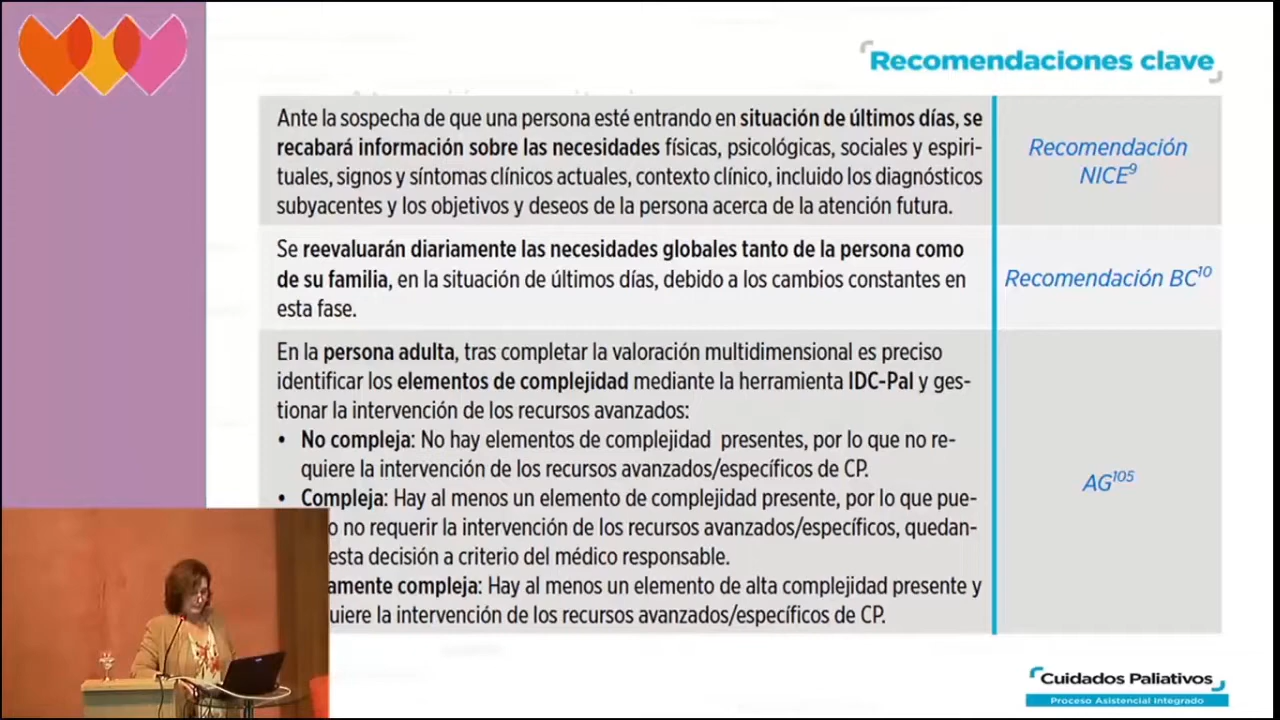 Recomendaciones clave
Ante la sospecha de que una persona esté entrando en situación de últimos días, se
recabará información sobre las necesidades físicas, psicológicas, sociales y espiri-
tuales, signos y síntomas clínicos actuales, contexto clínico, incluido los diagnósticos
subyacentes y los objetivos y deseos de la persona acerca de la atención futura.
Recomendación
NICE9
Se reevaluarán diariamente las necesidades globales tanto de la persona como
de su familia, en la situación de últimos días, debido a los cambios constantes en
esta fase.
Recomendación BC10
En la persona adulta, tras completar la valoración multidimensional es preciso
identificar los elementos de complejidad mediante la herramienta IDC-Pal y ges-
tionar la intervención de los recursos avanzados:
• No compleja: No hay elementos de complejidad presentes, por lo que no re-
quiere la intervención de los recursos avanzados/específicos de CP.
• Compleja: Hay al menos un elemento de complejidad presente, por lo que pue-
o no requerir la intervención de los recursos avanzados/específicos, quedan-
esta decisión a criterio del médico responsable.
amente compleja: Hay al menos un elemento de alta complejidad presente y
uiere la intervención de los recursos avanzados/específicos de CP.
AG105
Cuidados Paliativos
Proceso Asistencial Integrado